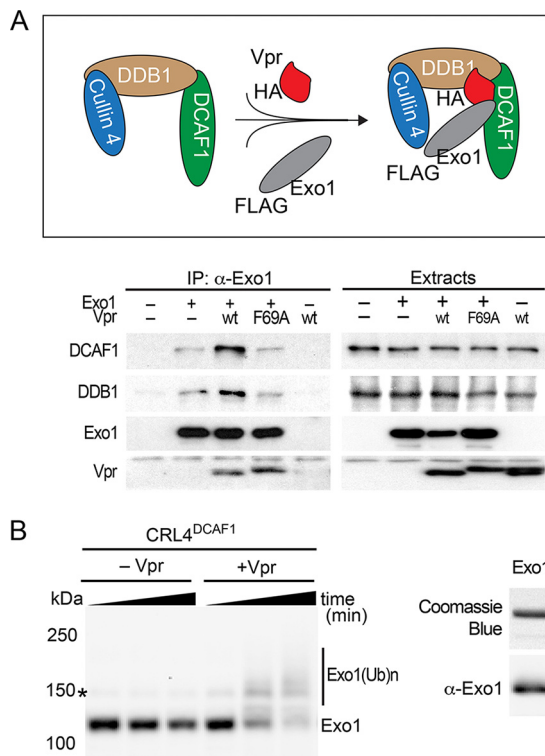 A
Vpr
HA
DDB1
Cullin 4
DCAF1
Exo1
FLAG
DDB1
Cullin 4
HA
DCAF1
Exo1
FLAG
IP: α-Exo1
Extracts
Exo1 – + + + – – + + + –
Vpr – – wt F69A wt – – wt F69A wt
DCAF1
DDB1
Exo1
Vpr
B
CRL4DCAF1
– Vpr +Vpr
kDa time
(min)
250
150 *
100
Exo1(Ub)n
Exo1
Exo1
Coomassie
Blue
α-Exo1